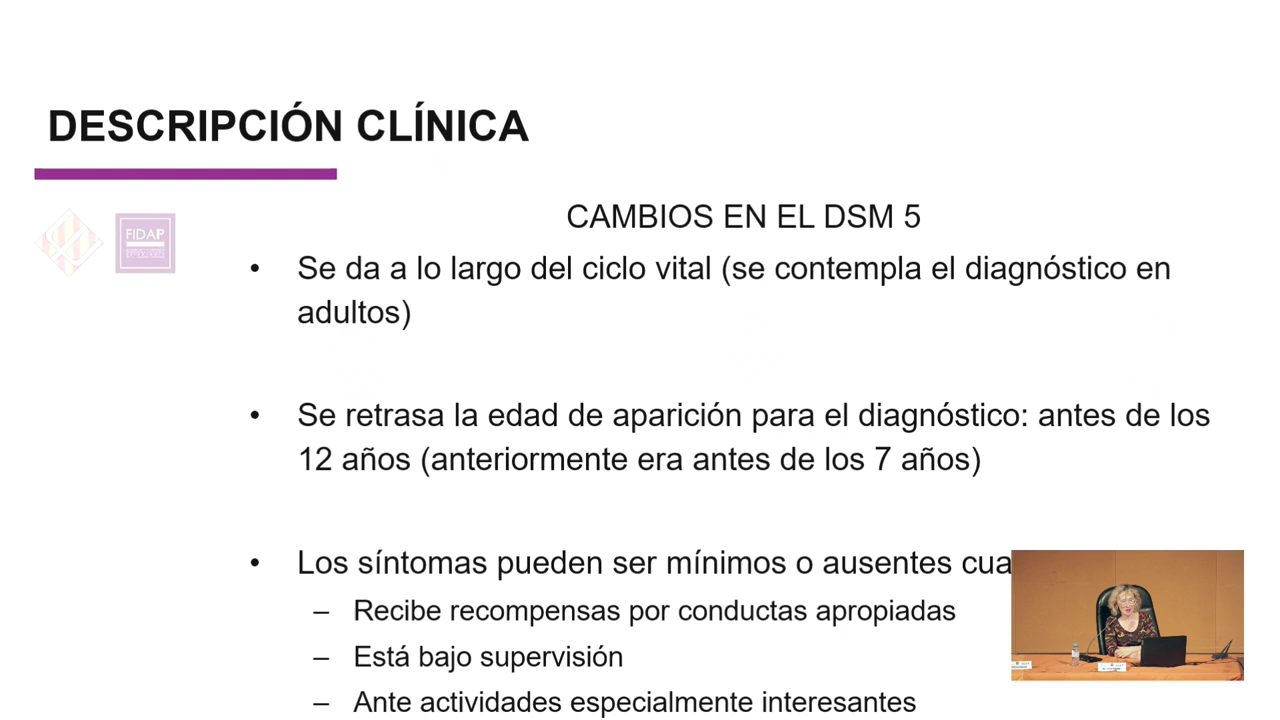 DESCRIPCIÓN CLÍNICA
CAMBIOS EN EL DSM 5
FIDAP
• Se da a lo largo del ciclo vital (se contempla el diagnóstico en
adultos)
• Se retrasa la edad de aparición para el diagnóstico: antes de los
12 años (anteriormente era antes de los 7 años)
• Los síntomas pueden ser mínimos o ausentes cua
– Recibe recompensas por conductas apropiadas
– Está bajo supervisión
– Ante actividades especialmente interesantes